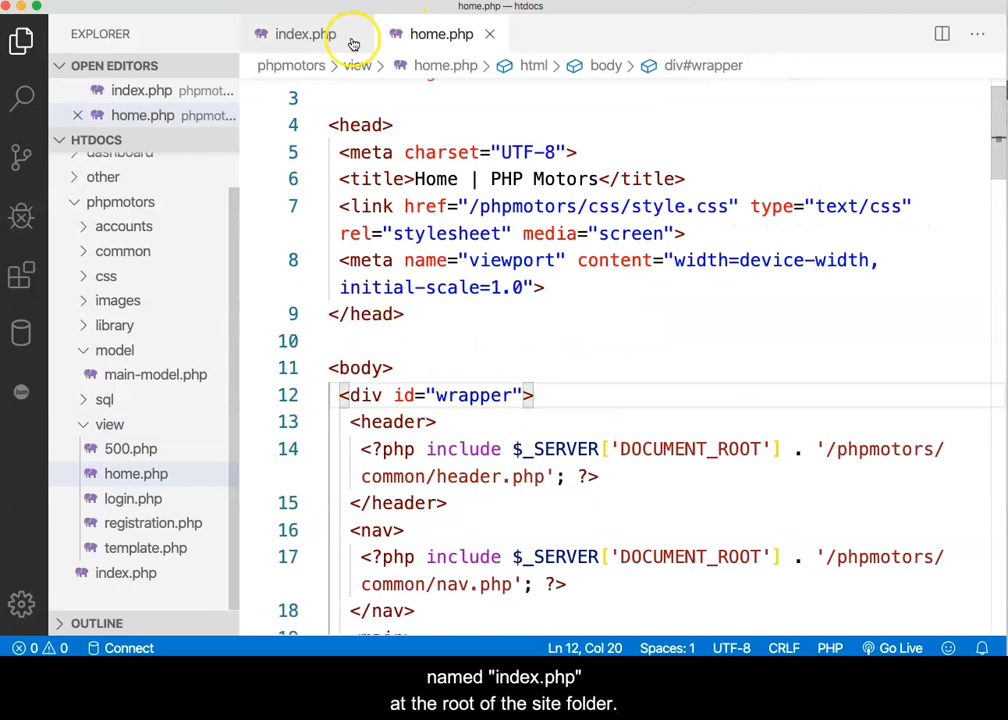 home.php — htdocs
EXPLORER
index.php
home.php
OPEN EDITORS
phpmotors > view > home.php > html > body > div#wrapper
index.php phpmot...
home.php phpmot...
HTDOCS
dashboard
other
phpmotors
accounts
common
css
images
library
model
main-model.php
sql
view
500.php
home.php
login.php
registration.php
template.php
index.php
OUTLINE
3
4 <head>
5 <meta charset="UTF-8">
6 <title>Home | PHP Motors</title>
7 <link href="/phpmotors/css/style.css" type="text/css"
rel="stylesheet" media="screen">
8 <meta name="viewport" content="width=device-width,
initial-scale=1.0">
9 </head>
10
11 <body>
12 <div id="wrapper">
13 <header>
14 <?php include $_SERVER['DOCUMENT_ROOT'] . '/phpmotors/
common/header.php'; ?>
15 </header>
16 <nav>
17 <?php include $_SERVER['DOCUMENT_ROOT'] . '/phpmotors/
common/nav.php'; ?>
18 </nav>
0 0 Connect Ln 12, Col 20 Spaces: 1 UTF-8 CRLF PHP Go Live
named "index.php"
at the root of the site folder.